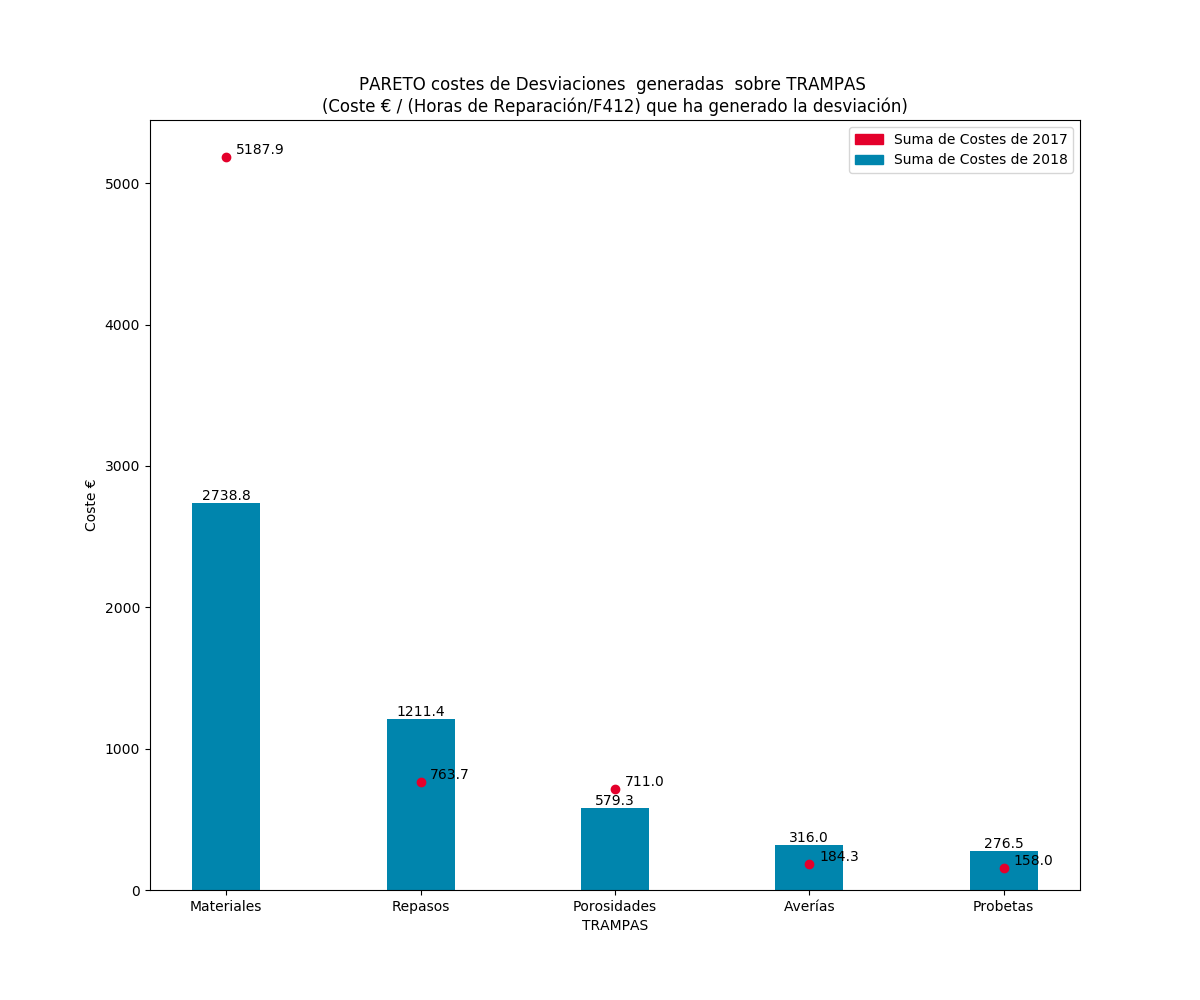 PARETO costes de Desviaciones  generadas  sobre TRAMPAS
(Coste € / (Horas de Reparación/F412) que ha generado la desviación)
Suma de Costes de 2017
Suma de Costes de 2018
5187.9
5000
4000
3000
2738.8
Coste €
2000
1211.4
1000
763.7
711.0
579.3
316.0
184.3
276.5
158.0
0
Materiales
Repasos
Porosidades
Averías
Probetas
TRAMPAS